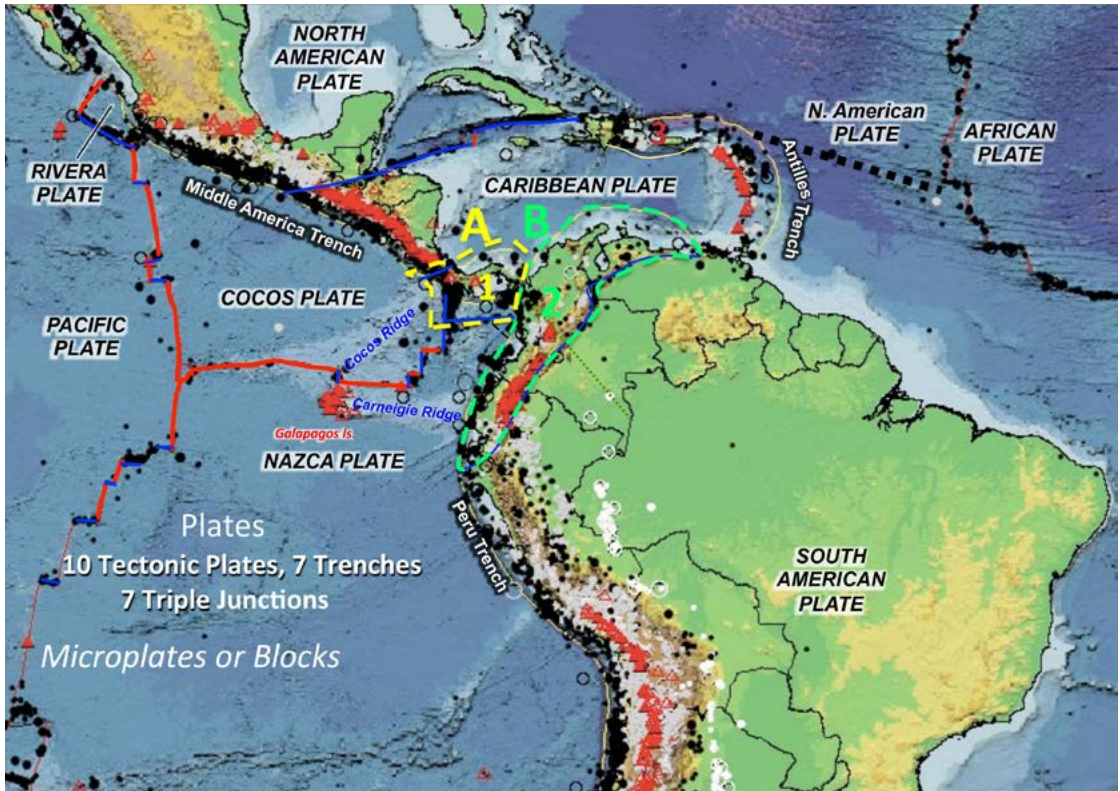 NORTH
AMERICAN
PLATE
N. American
PLATE
AFRICAN
PLATE
RIVERA
PLATE
3
Antilles
Trench
CARIBBEAN PLATE
Middle America Trench
A
B
1
2
COCOS PLATE
PACIFIC
PLATE
Cocos Ridge
Carneigie Ridge
Galapagos Is.
NAZCA PLATE
Peru Trench
Plates
10 Tectonic Plates, 7 Trenches
7 Triple Junctions
SOUTH
AMERICAN
PLATE
Microplates or Blocks